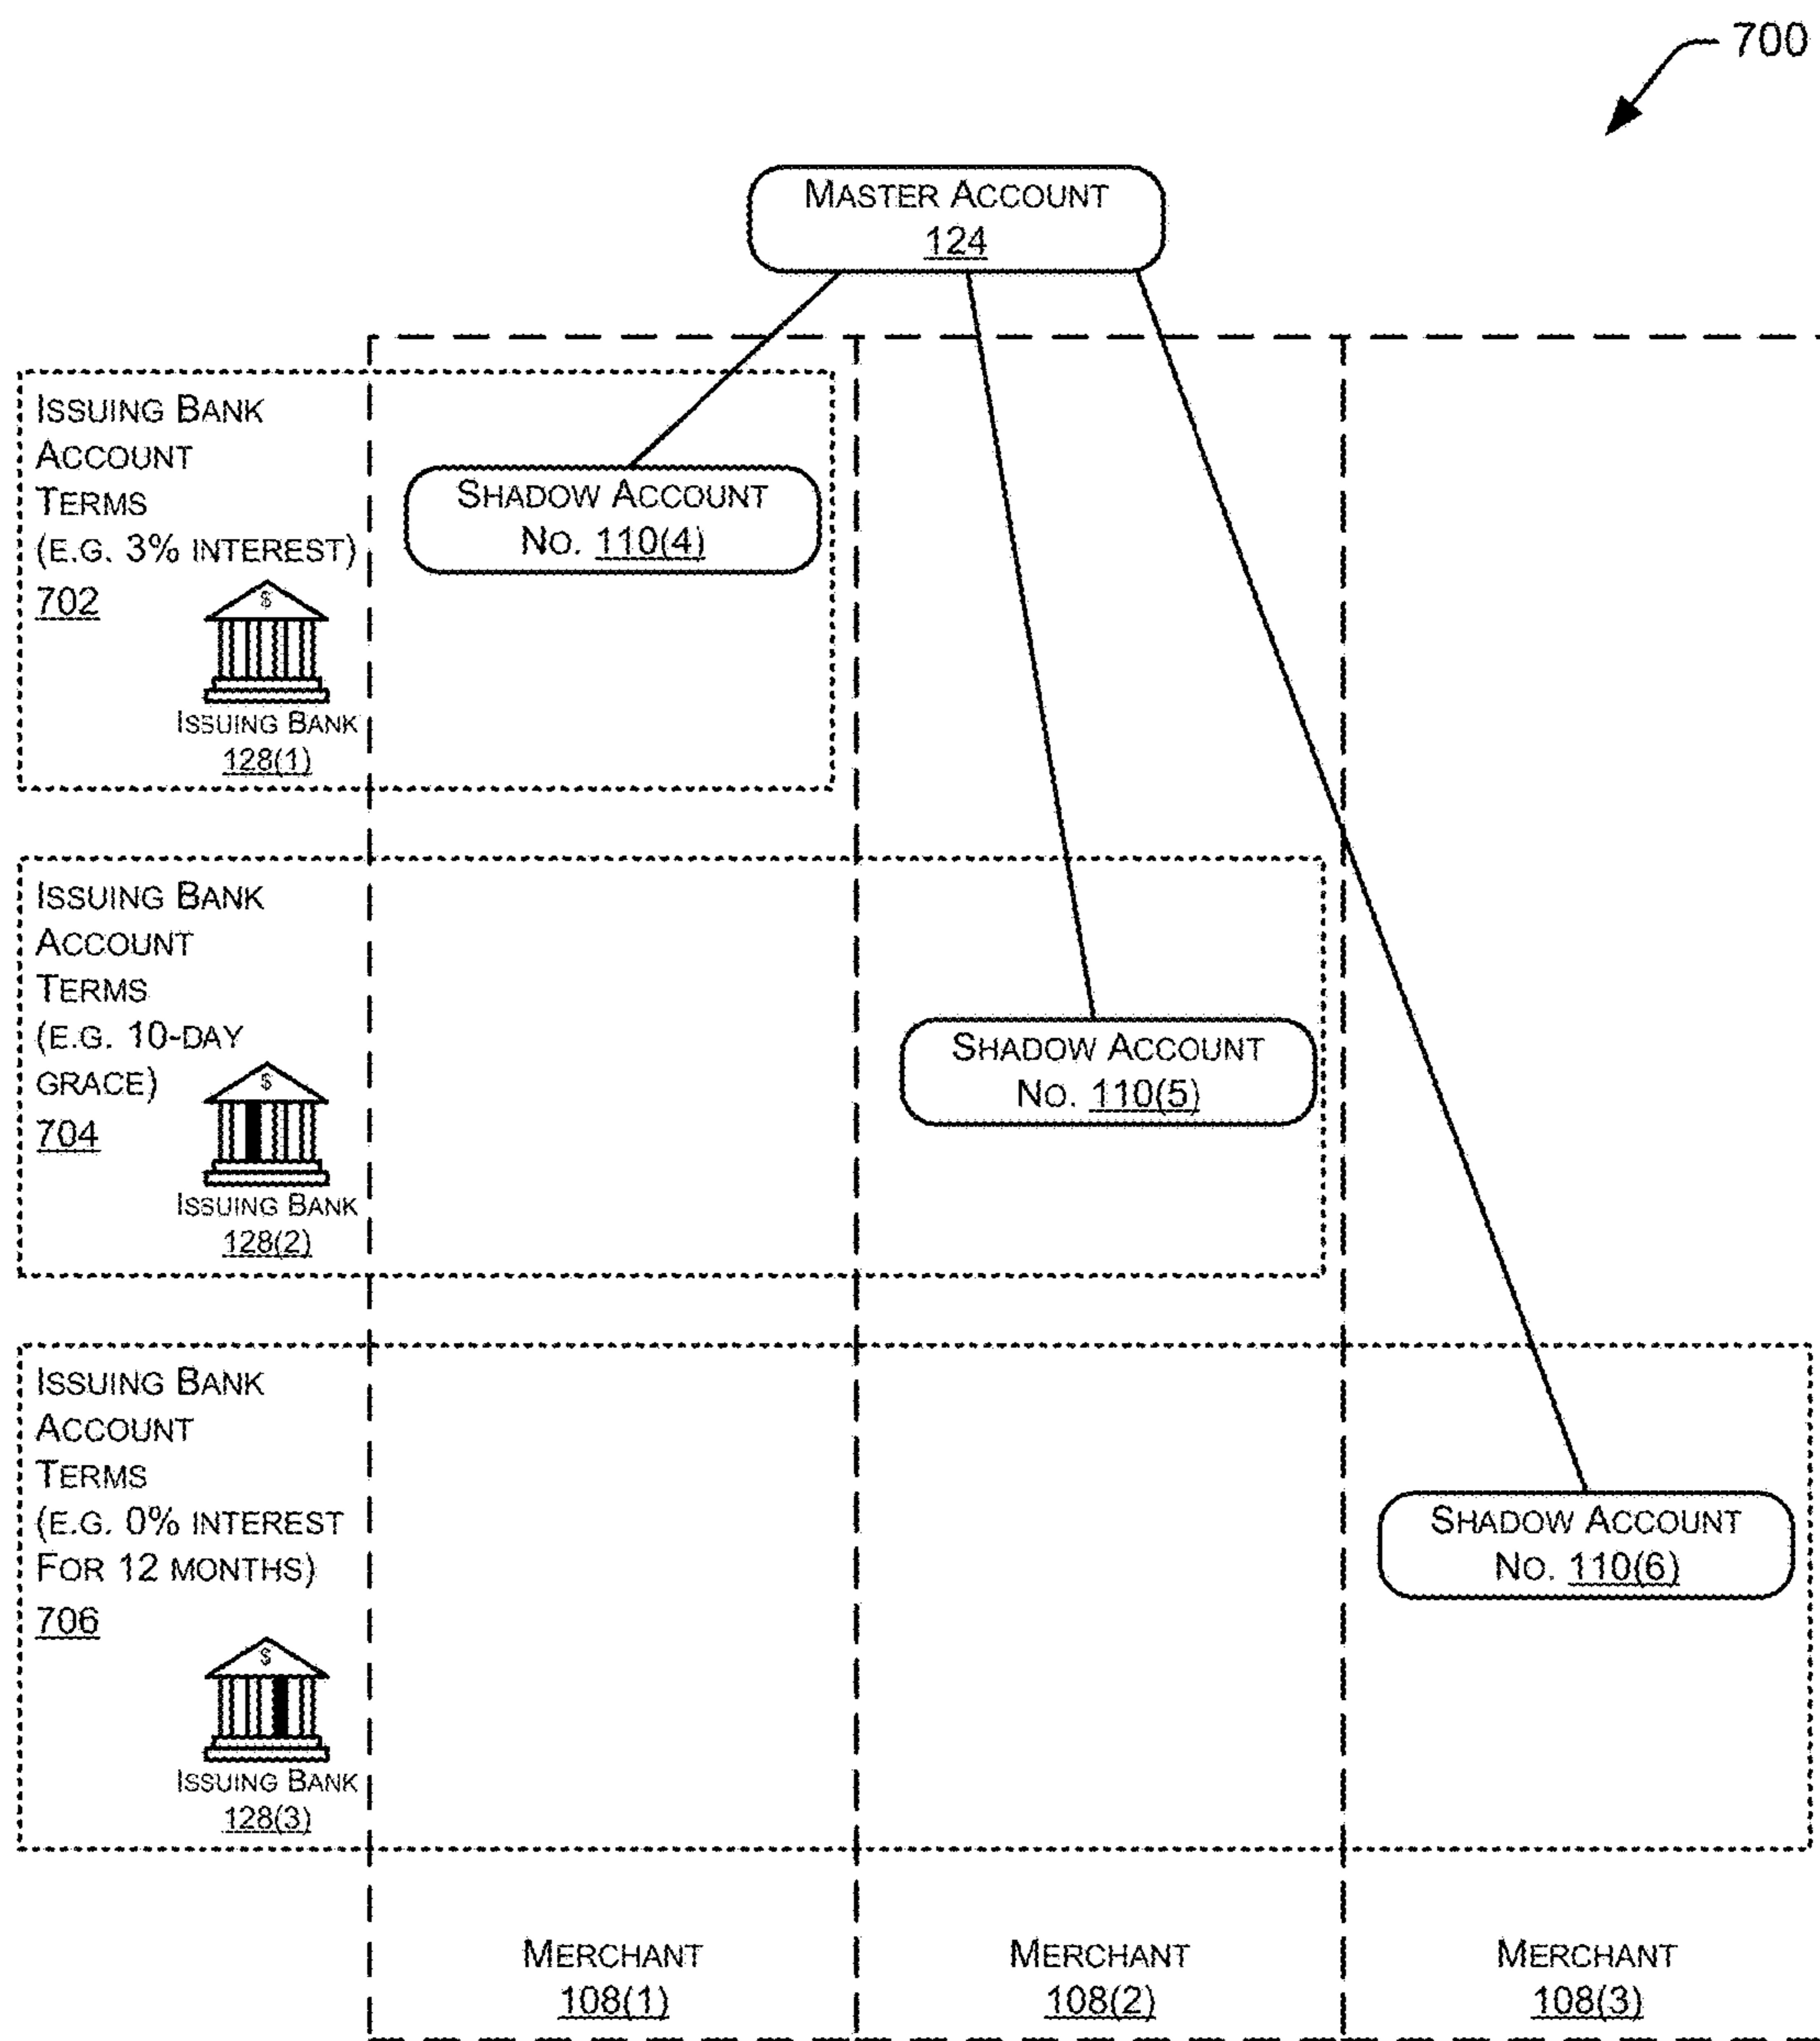 700
MASTER ACCOUNT
124
ISSUING BANK
ACCOUNT
TERMS
(E.G. 3% INTEREST)
702
$
ISSUING BANK
128(1)
SHADOW ACCOUNT
NO. 110(4)
ISSUING BANK
ACCOUNT
TERMS
(E.G. 10-DAY
GRACE)
704
$
ISSUING BANK
128(2)
SHADOW ACCOUNT
NO. 110(5)
ISSUING BANK
ACCOUNT
TERMS
(E.G. 0% INTEREST
FOR 12 MONTHS)
706
$
ISSUING BANK
128(3)
SHADOW ACCOUNT
NO. 110(6)
MERCHANT
108(1)
MERCHANT
108(2)
MERCHANT
108(3)